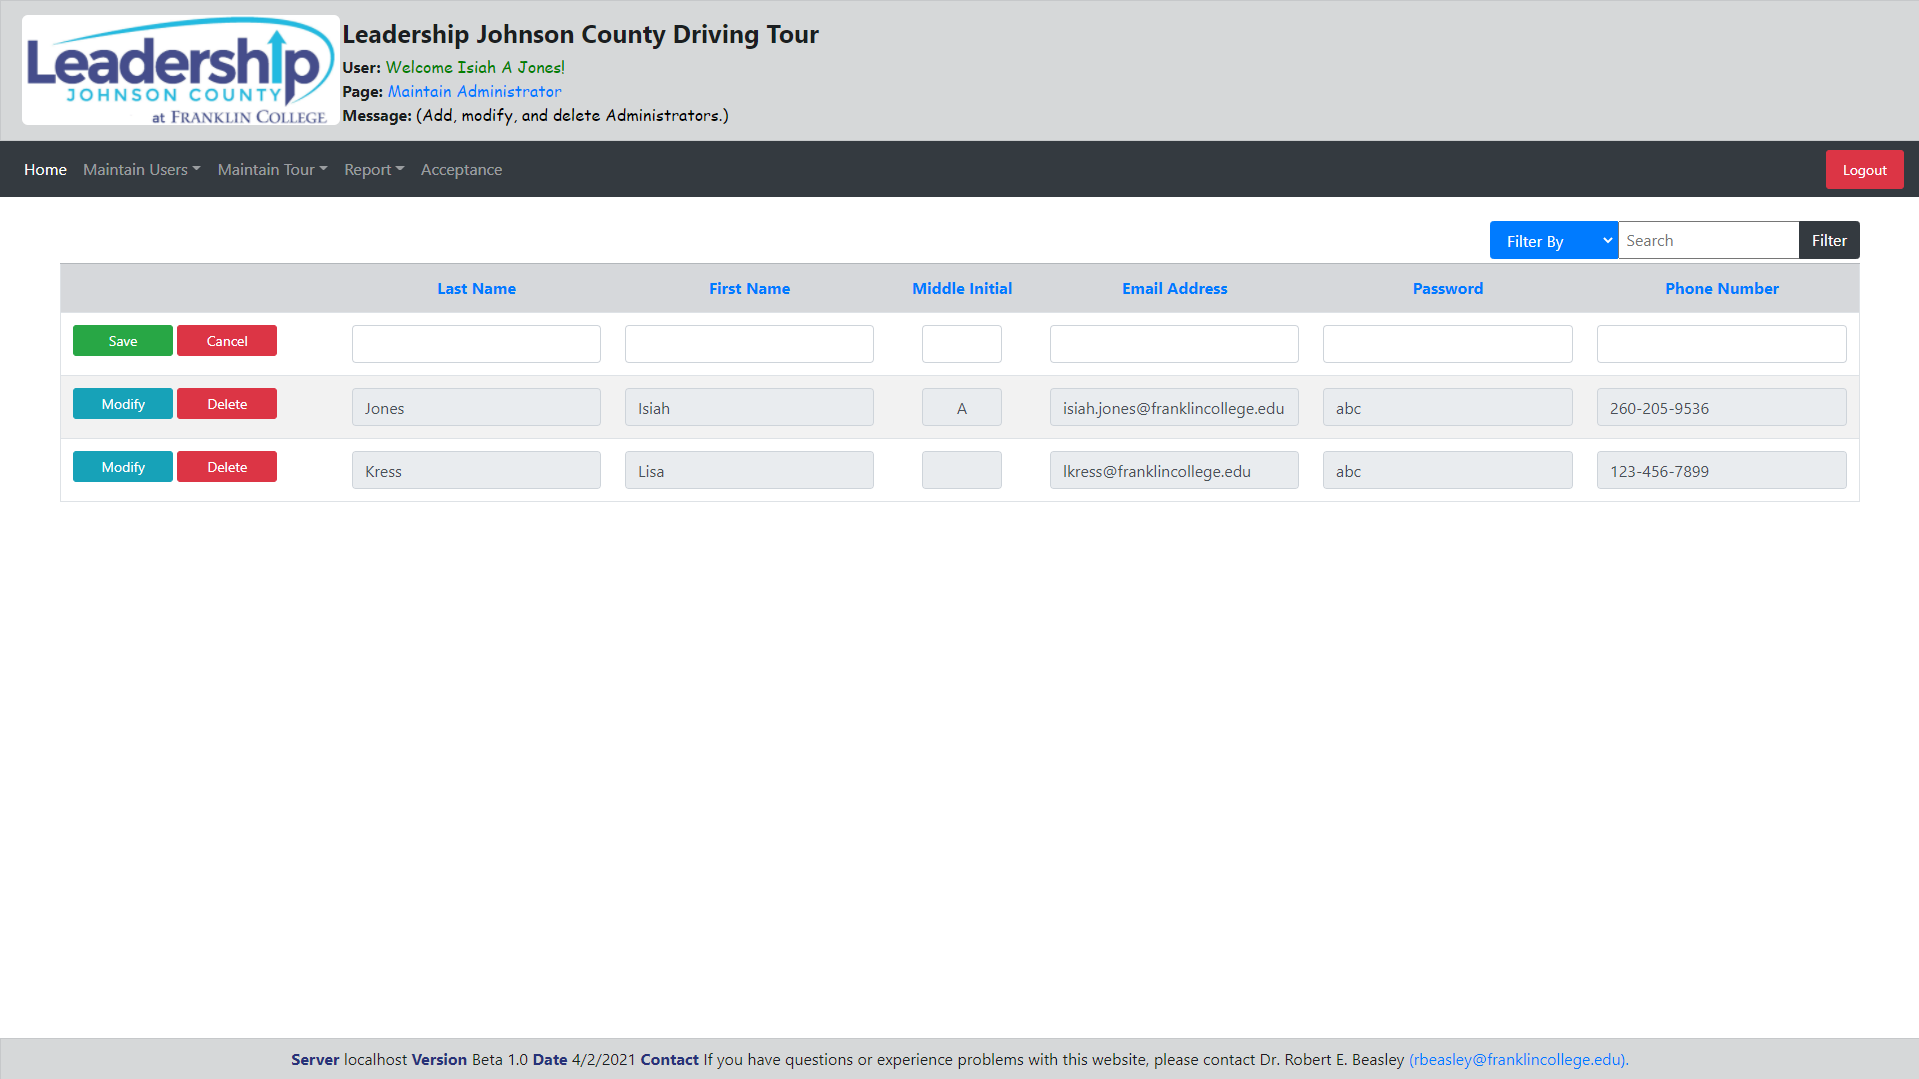 Leadership
JOHNSON COUNTY
at FRANKLIN COLLEGE
Leadership Johnson County Driving Tour
User: Welcome Isiah A Jones!
Page: Maintain Administrator
Message: (Add, modify, and delete Administrators.)
Home Maintain Users Maintain Tour Report Acceptance Logout
Filter By Search Filter
Last Name First Name Middle Initial Email Address Password Phone Number
Save Cancel
Modify Delete Jones Isiah A isiah.jones@franklincollege.edu abc 260-205-9536
Modify Delete Kress Lisa lkress@franklincollege.edu abc 123-456-7899
Server localhost Version Beta 1.0 Date 4/2/2021 Contact If you have questions or experience problems with this website, please contact Dr. Robert E. Beasley (rbeasley@franklincollege.edu).